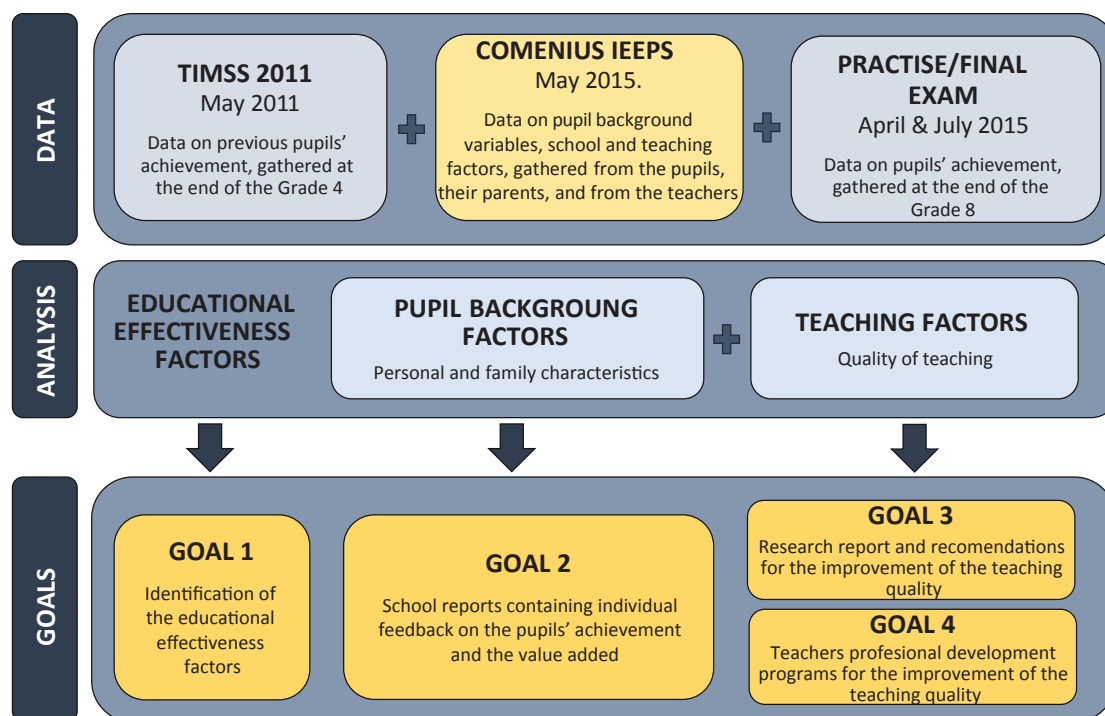 DATA
TIMSS 2011
May 2011
Data on previous pupils’
achievement, gathered at
the end of the Grade 4
COMENIUS IEEPS
May 2015.
Data on pupil background
variables, school and teaching
factors, gathered from the pupils,
their parents, and from the teachers
PRACTISE/FINAL
EXAM
April & July 2015
Data on pupils’ achievement,
gathered at the end of the
Grade 8
ANALYSIS
EDUCATIONAL
EFFECTIVENESS
FACTORS
PUPIL BACKGROUNG
FACTORS
Personal and family characteristics
TEACHING FACTORS
Quality of teaching
GOALS
GOAL 1
Identification of
the educational
effectiveness
factors
GOAL 2
School reports containing individual
feedback on the pupils’ achievement
and the value added
GOAL 3
Research report and recomendations
for the improvement of the teaching
quality
GOAL 4
Teachers profesional development
programs for the improvement of the
teaching quality